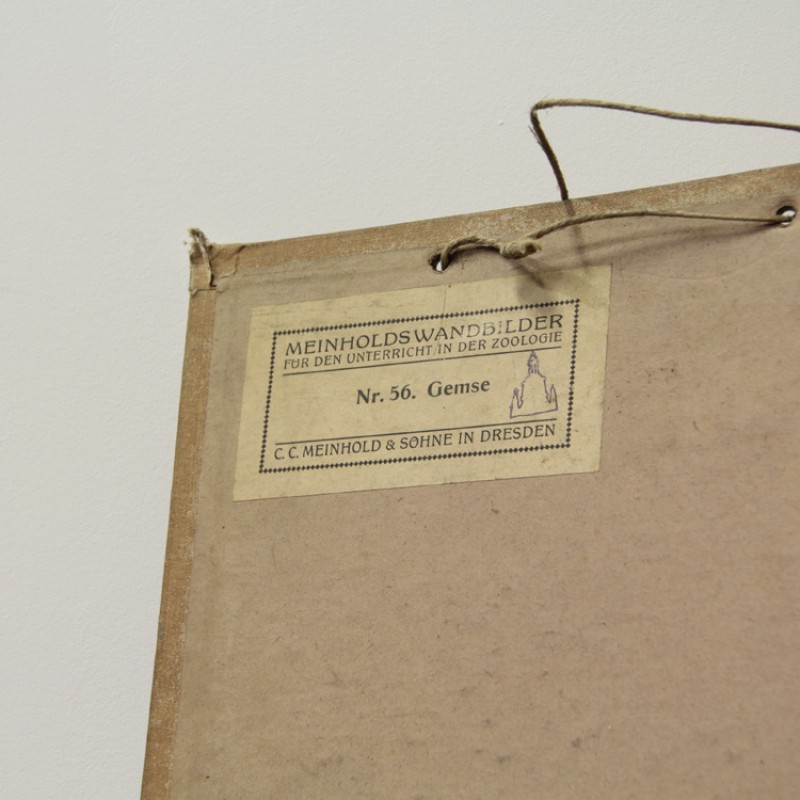 MEINHOLDS WANDBILDER
FÜR DEN UNTERRICHT IN DER ZOOLOGIE
Nr. 56. Gemse
C. C. MEINHOLD & SÖHNE IN DRESDEN